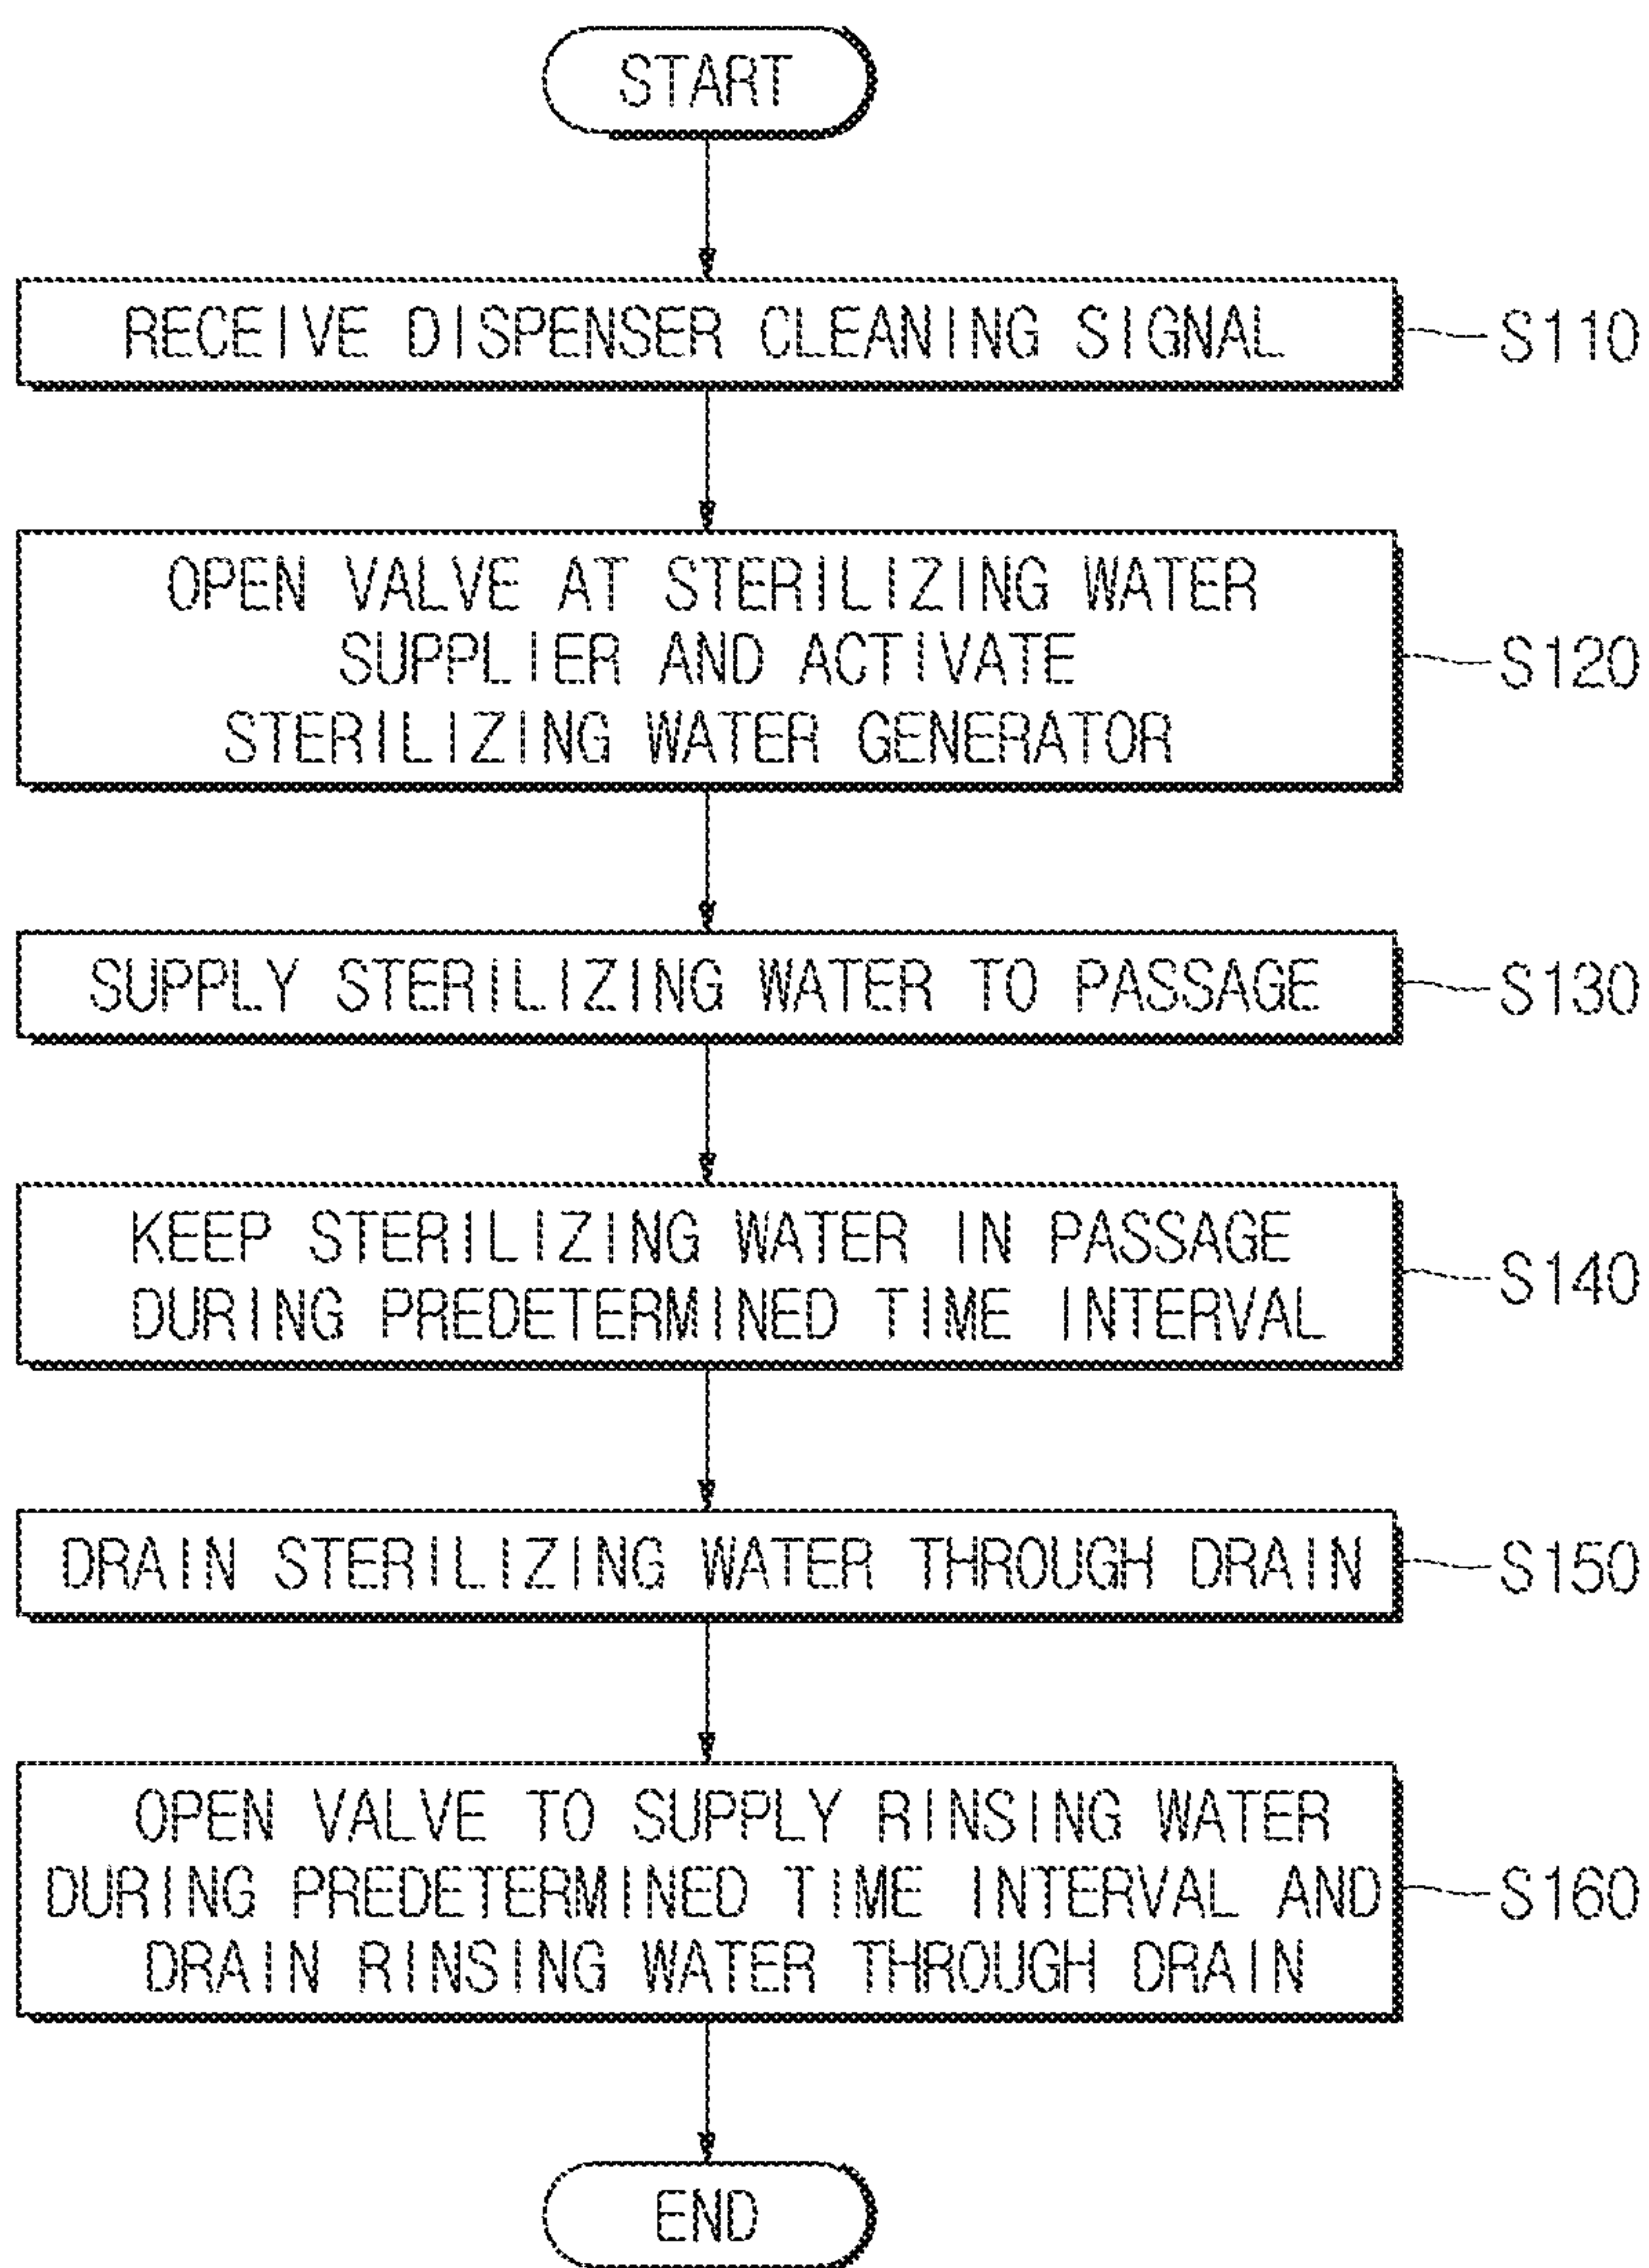 START
RECEIVE DISPENSER CLEANING SIGNAL
S110
OPEN VALVE AT STERILIZING WATER
SUPPLIER AND ACTIVATE
STERILIZING WATER GENERATOR
S120
SUPPLY STERILIZING WATER TO PASSAGE
S130
KEEP STERILIZING WATER IN PASSAGE
DURING PREDETERMINED TIME INTERVAL
S140
DRAIN STERILIZING WATER THROUGH DRAIN
S150
OPEN VALVE TO SUPPLY RINSING WATER
DURING PREDETERMINED TIME INTERVAL AND
DRAIN RINSING WATER THROUGH DRAIN
S160
END